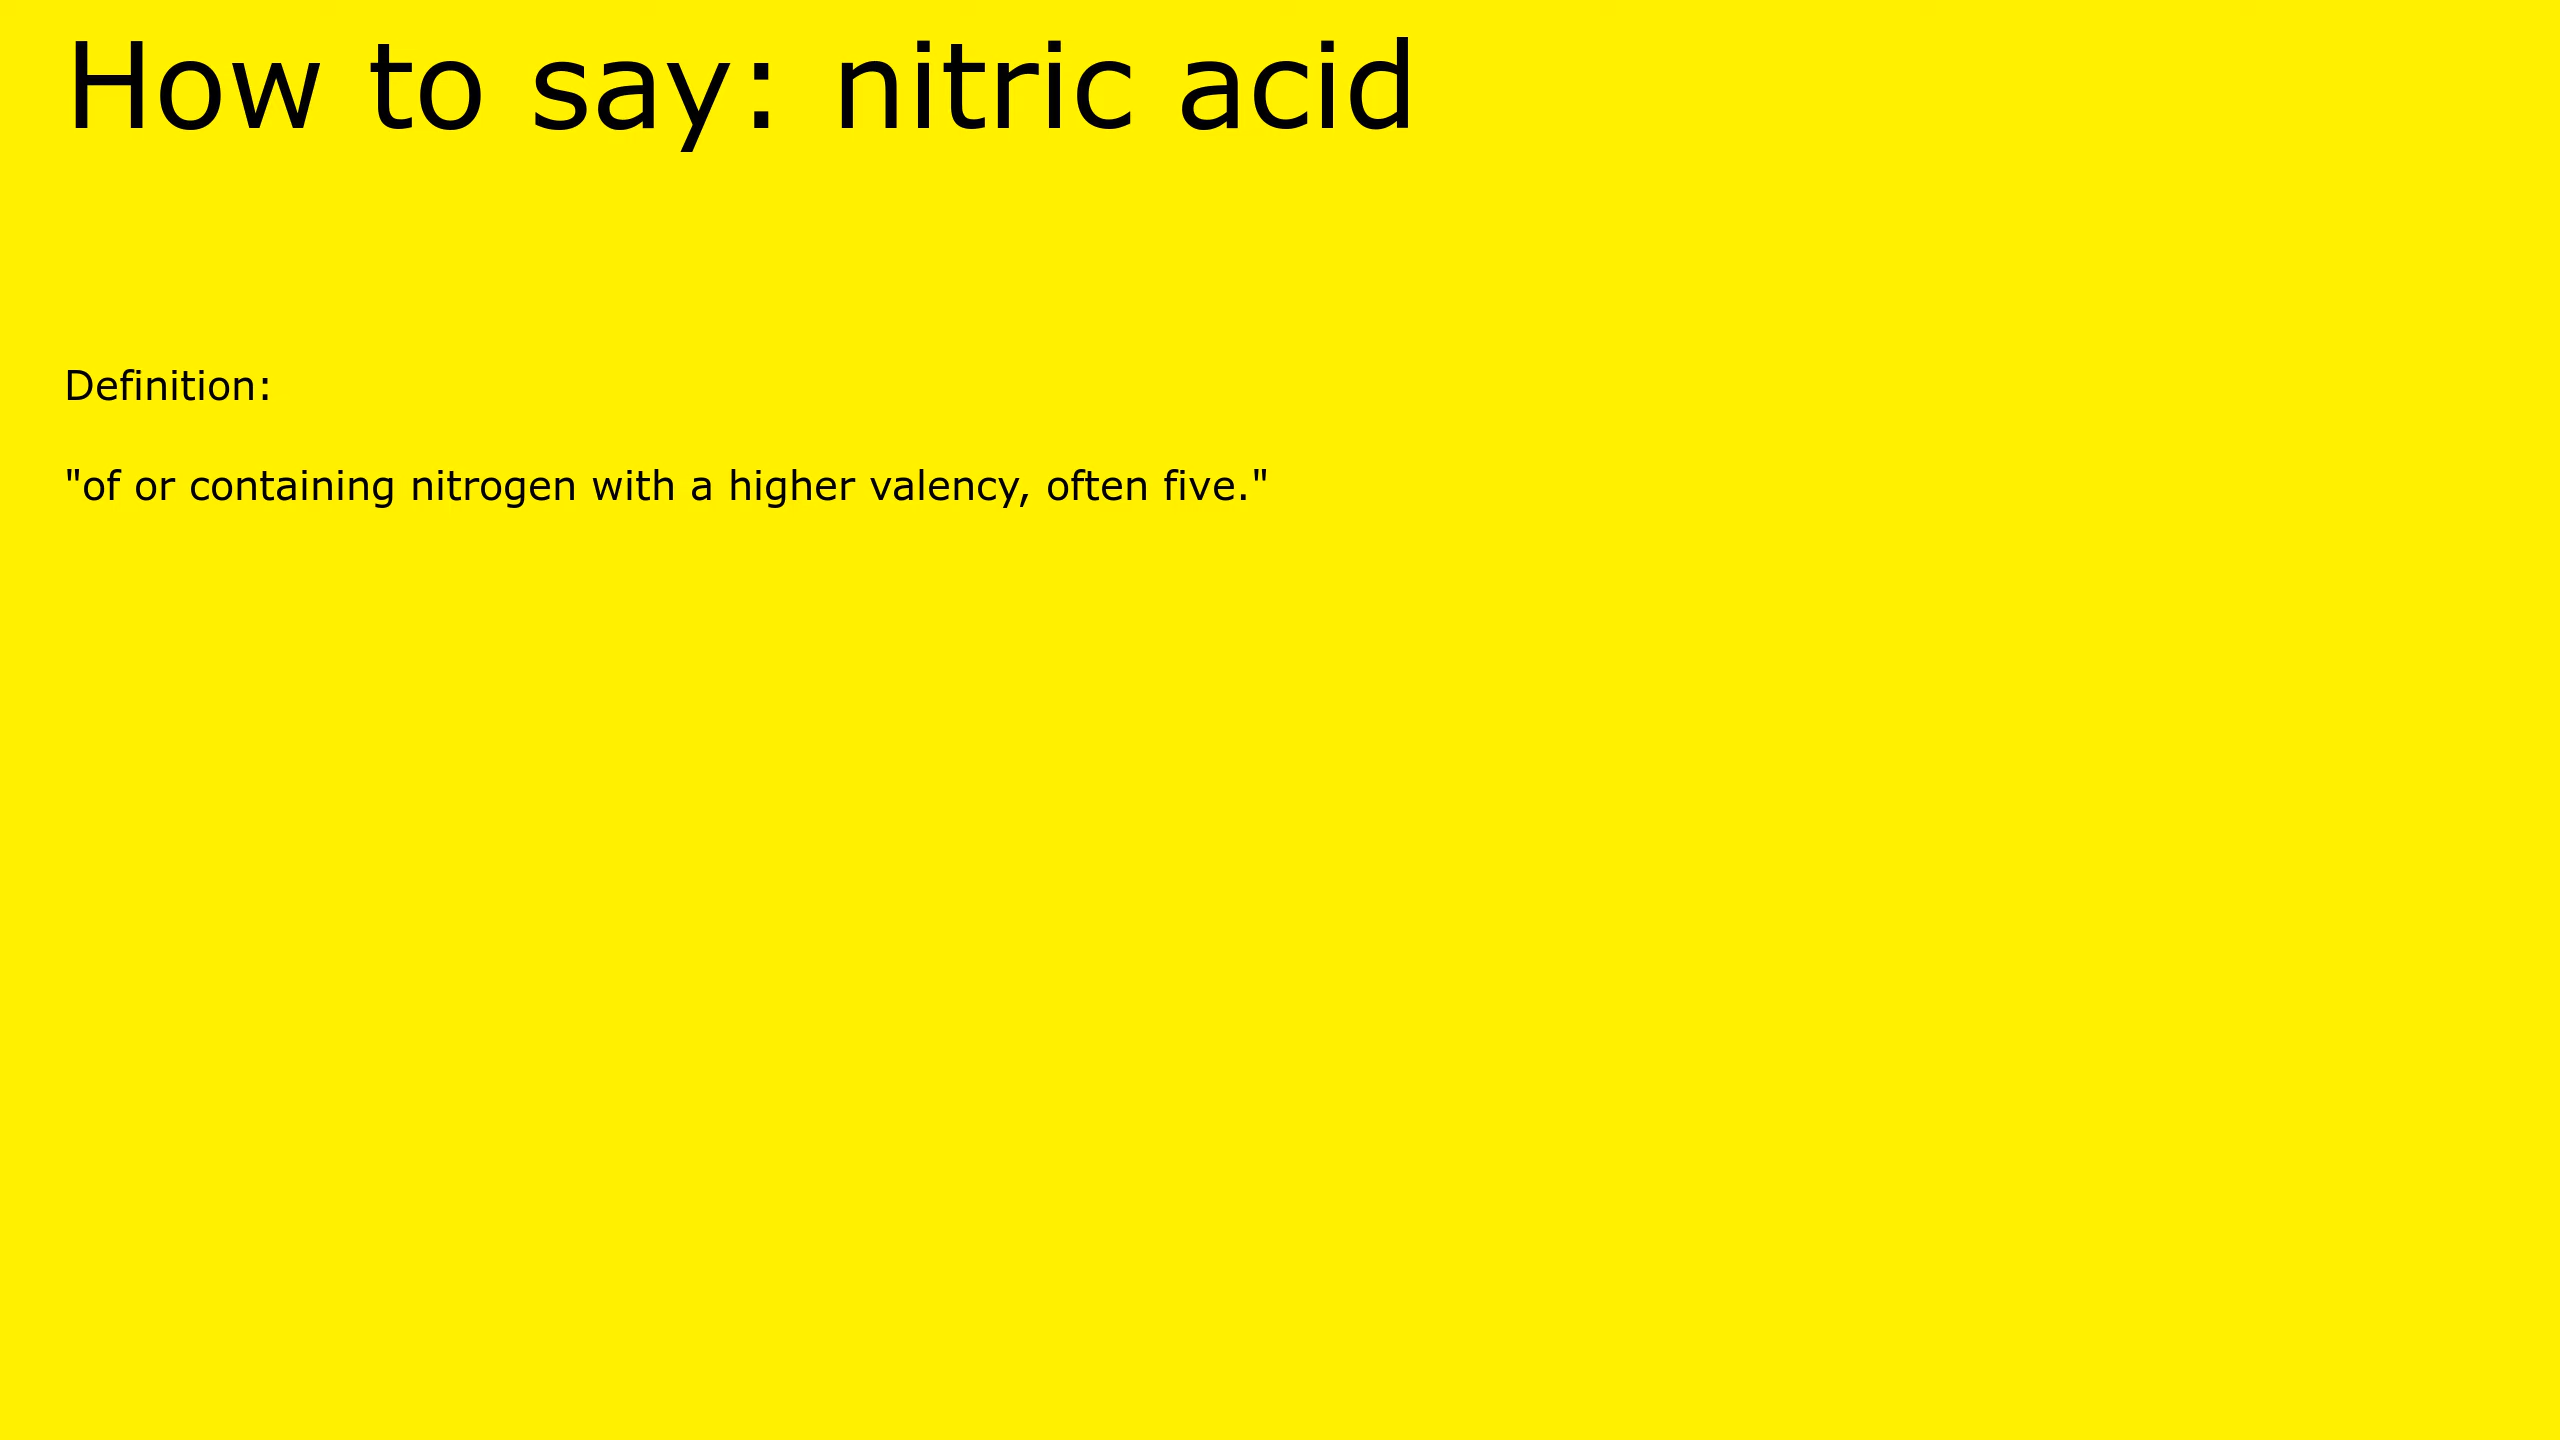 How to say: nitric acid
Definition:
"of or containing nitrogen with a higher valency, often five."